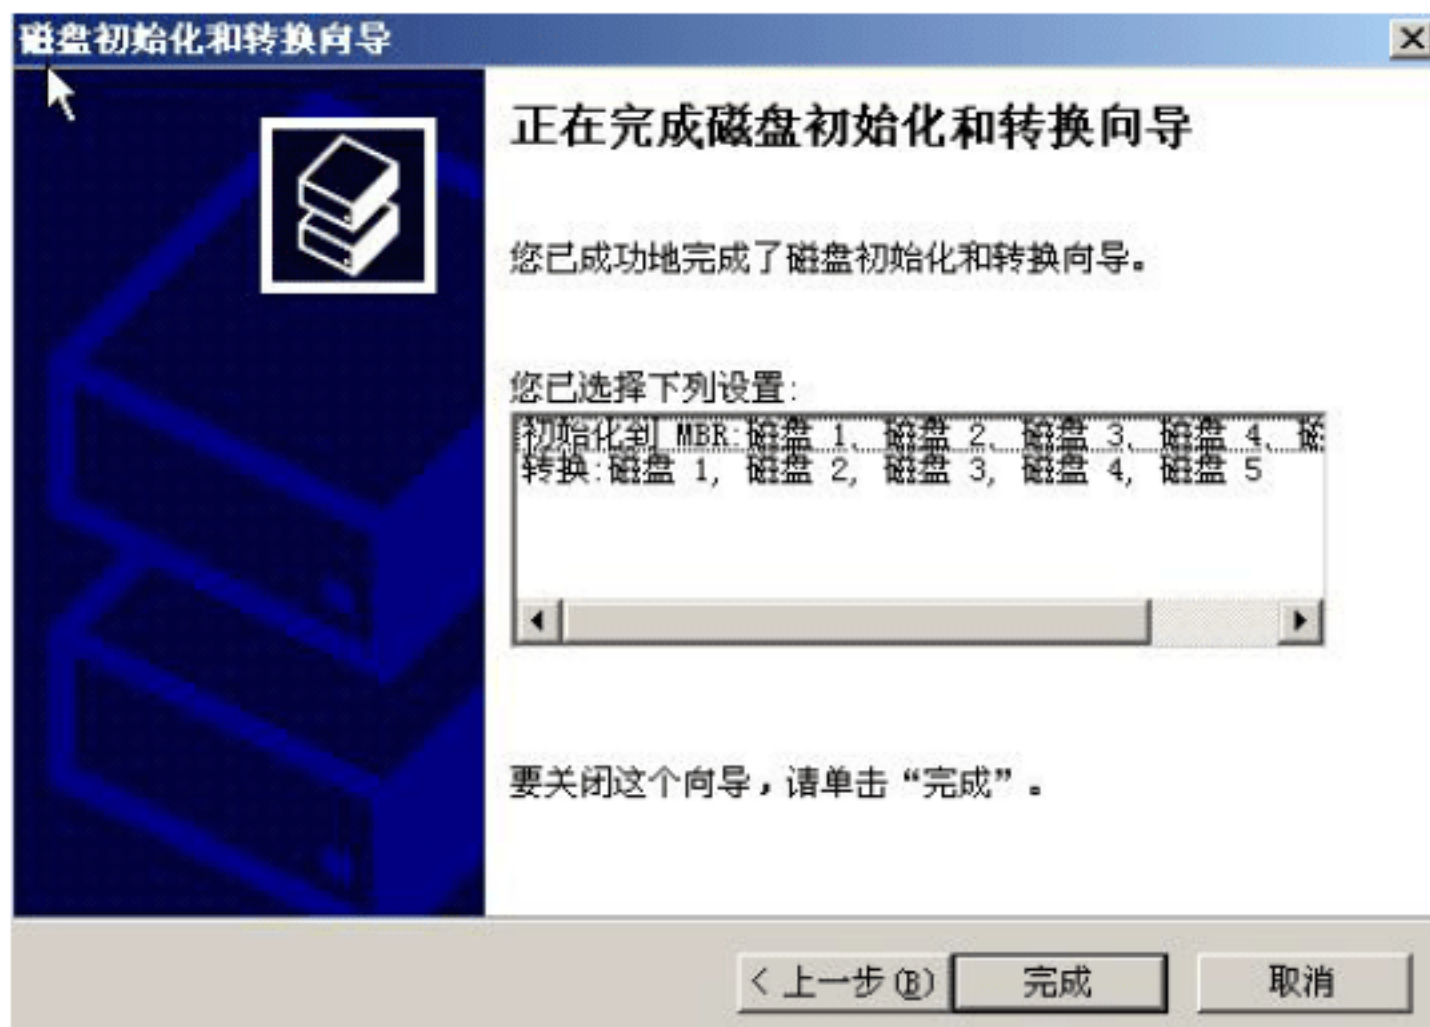 磁盘初始化和转换向导
正在完成磁盘初始化和转换向导
您已成功地完成了磁盘初始化和转换向导。
您已选择下列设置:
初始化到 MBR:磁盘 1、磁盘 2、磁盘 3、磁盘 4、磁
转换:磁盘 1, 磁盘 2, 磁盘 3, 磁盘 4, 磁盘 5
要关闭这个向导，请单击“完成”。
< 上一步(B) 完成 取消